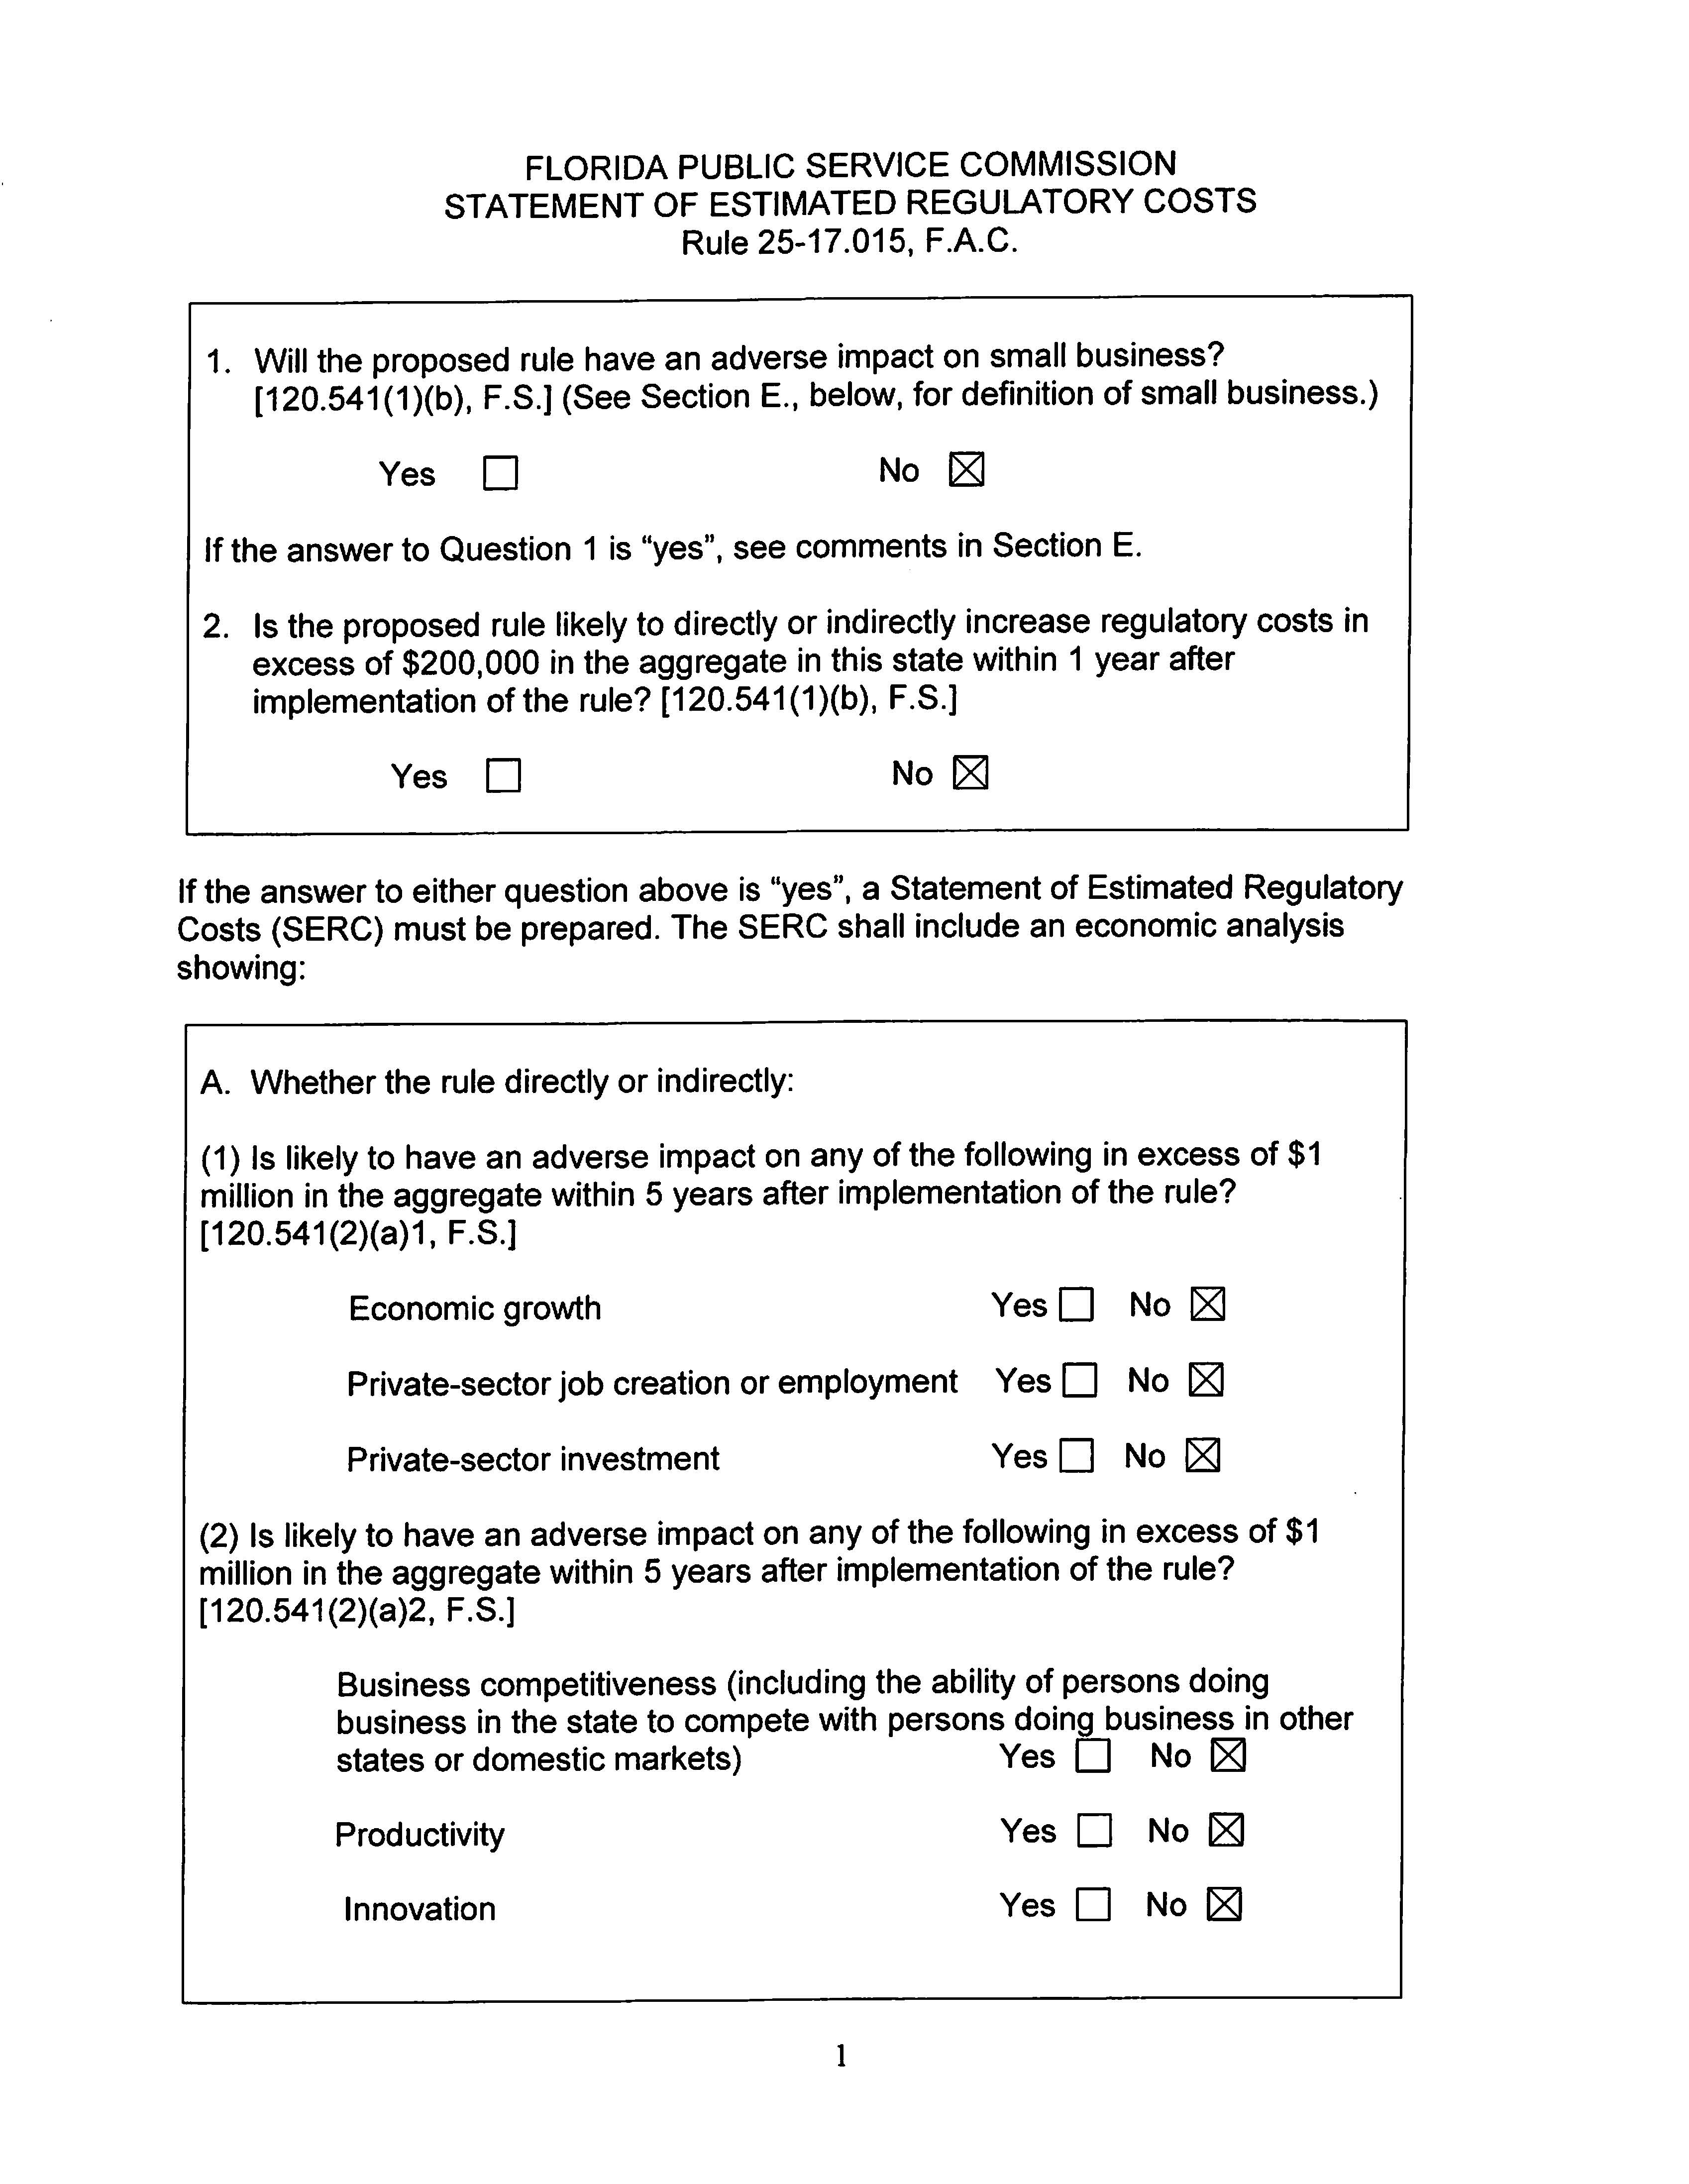 FLORIDA PUBLIC SERVICE COMMISSION
STATEMENT OF ESTIMATED REGULATORY COSTS
Rule 25-17.015, F.A.C.
1. Will the proposed rule have an adverse impact on small business?
[120.541(1)(b), F.S.] (See Section E., below, for definition of small business.)
Yes ☐ No ☒
If the answer to Question 1 is “yes”, see comments in Section E.
2. Is the proposed rule likely to directly or indirectly increase regulatory costs in
excess of $200,000 in the aggregate in this state within 1 year after
implementation of the rule? [120.541(1)(b), F.S.]
Yes ☐ No ☒
If the answer to either question above is “yes”, a Statement of Estimated Regulatory
Costs (SERC) must be prepared. The SERC shall include an economic analysis
showing:
A. Whether the rule directly or indirectly:
(1) Is likely to have an adverse impact on any of the following in excess of $1
million in the aggregate within 5 years after implementation of the rule?
[120.541(2)(a)1, F.S.]
Economic growth Yes ☐ No ☒
Private-sector job creation or employment Yes ☐ No ☒
Private-sector investment Yes ☐ No ☒
(2) Is likely to have an adverse impact on any of the following in excess of $1
million in the aggregate within 5 years after implementation of the rule?
[120.541(2)(a)2, F.S.]
Business competitiveness (including the ability of persons doing
business in the state to compete with persons doing business in other
states or domestic markets) Yes ☐ No ☒
Productivity Yes ☐ No ☒
Innovation Yes ☐ No ☒
1